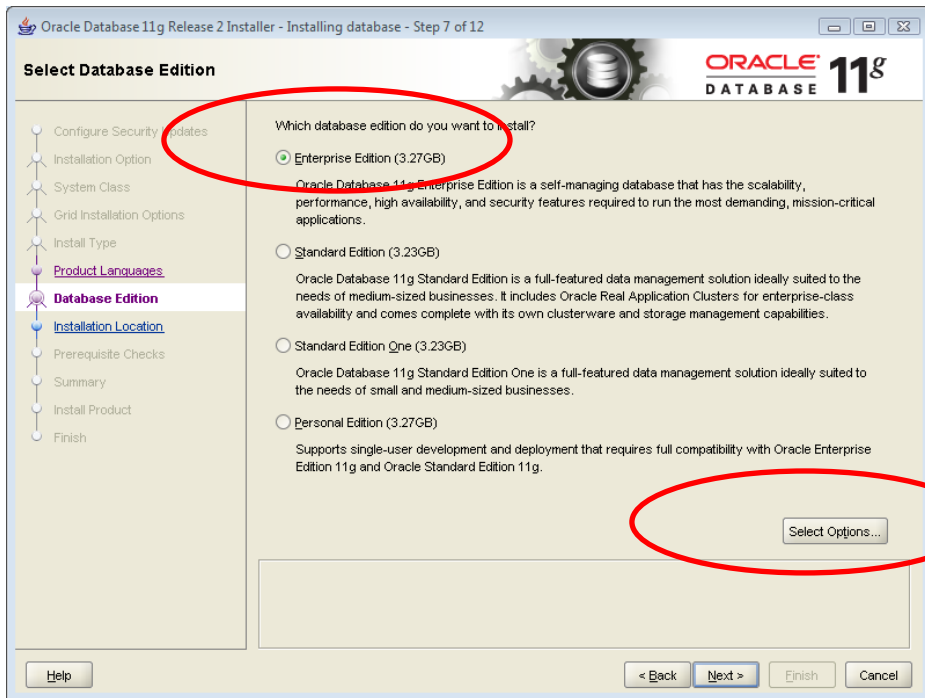 Oracle Database 11g Release 2 Installer - Installing database - Step 7 of 12
Select Database Edition
ORACLE
DATABASE
11g
Configure Security Updates
Installation Option
System Class
Grid Installation Options
Install Type
Product Languages
Database Edition
Installation Location
Prerequisite Checks
Summary
Install Product
Finish
Which database edition do you want to install?
Enterprise Edition (3.27GB)
Oracle Database 11g Enterprise Edition is a self-managing database that has the scalability,
performance, high availability, and security features required to run the most demanding, mission-critical
applications.
Standard Edition (3.23GB)
Oracle Database 11g Standard Edition is a full-featured data management solution ideally suited to the
needs of medium-sized businesses. It includes Oracle Real Application Clusters for enterprise-class
availability and comes complete with its own clusterware and storage management capabilities.
Standard Edition One (3.23GB)
Oracle Database 11g Standard Edition One is a full-featured data management solution ideally suited to
the needs of small and medium-sized businesses.
Personal Edition (3.27GB)
Supports single-user development and deployment that requires full compatibility with Oracle Enterprise
Edition 11g and Oracle Standard Edition 11g.
Select Options...
Help
< Back
Next >
Finish
Cancel